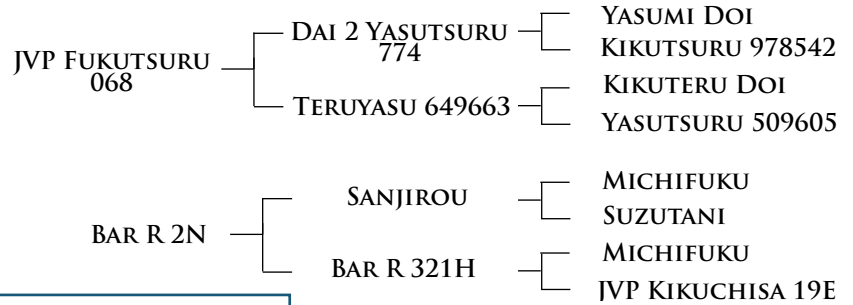 Yasumi Doi
Dai 2 Yasutsuru
774
Kikutsuru 978542
JVP Fukutsuru
068
Kikuteru Doi
Teruyasu 649663
Yasutsuru 509605
Michifuku
Sanjirou
Suzutani
Bar R 2N
Michifuku
Bar R 321H
JVP Kikuchisa 19E